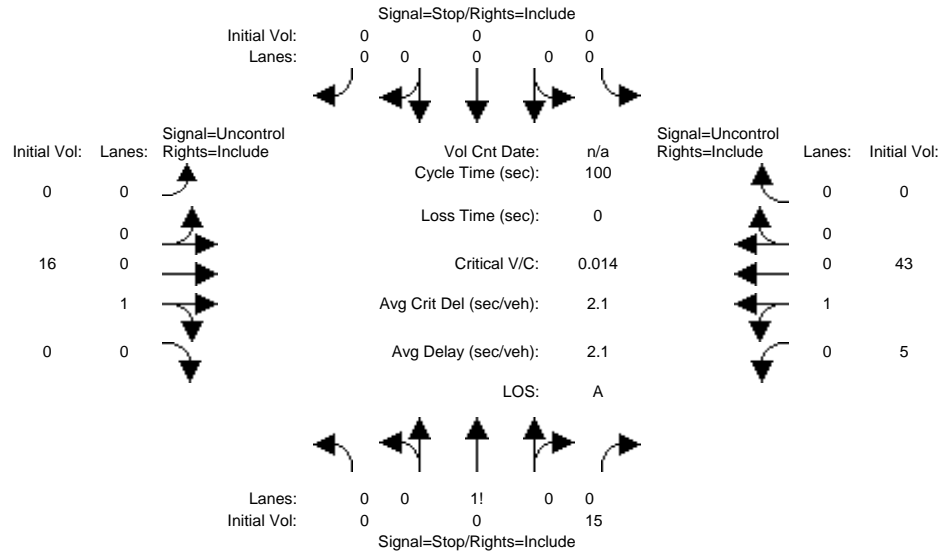 Signal=Stop/Rights=Include
Initial Vol: 0 0 0
Lanes: 0 0 0 0 0
Signal=Uncontrol
Initial Vol: Lanes: Rights=Include
Vol Cnt Date: n/a
Signal=Uncontrol
Rights=Include Lanes: Initial Vol:
Cycle Time (sec): 100
0 0
0 0
Loss Time (sec): 0
0
0
16 0
Critical V/C: 0.014
0 43
1
Avg Crit Del (sec/veh): 2.1
1
0 0
Avg Delay (sec/veh): 2.1
0 5
LOS: A
Lanes: 0 0 1! 0 0
Initial Vol: 0 0 15
Signal=Stop/Rights=Include